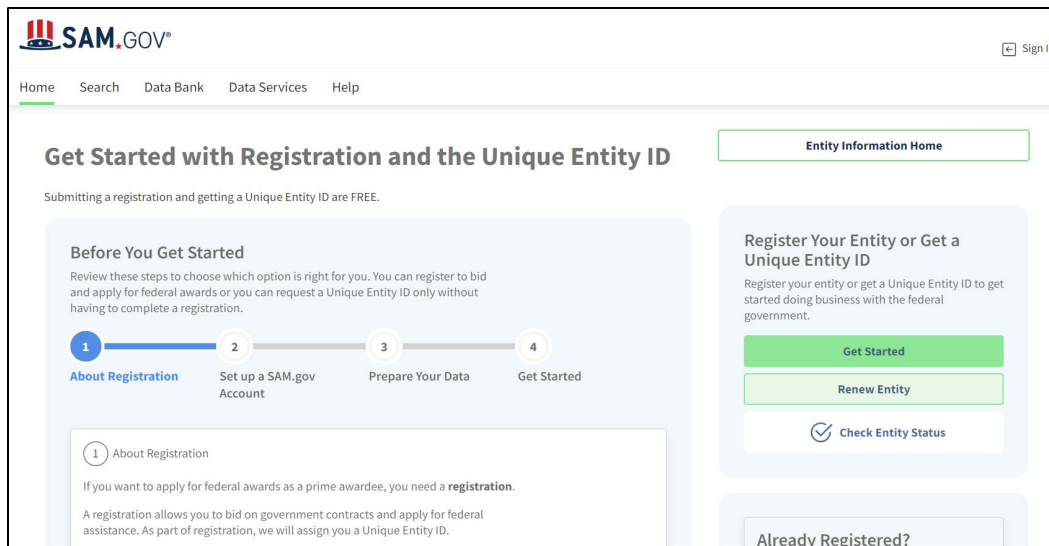 SAM.GOV®
Sign I
Home Search Data Bank Data Services Help
Get Started with Registration and the Unique Entity ID
Submitting a registration and getting a Unique Entity ID are FREE.
Before You Get Started
Review these steps to choose which option is right for you. You can register to bid
and apply for federal awards or you can request a Unique Entity ID only without
having to complete a registration.
1 2 3 4
About Registration Set up a SAM.gov Prepare Your Data Get Started
Account
1 About Registration
If you want to apply for federal awards as a prime awardee, you need a registration.
A registration allows you to bid on government contracts and apply for federal
assistance. As part of registration, we will assign you a Unique Entity ID.
Entity Information Home
Register Your Entity or Get a
Unique Entity ID
Register your entity or get a Unique Entity ID to get
started doing business with the federal
government.
Get Started
Renew Entity
Check Entity Status
Already Registered?